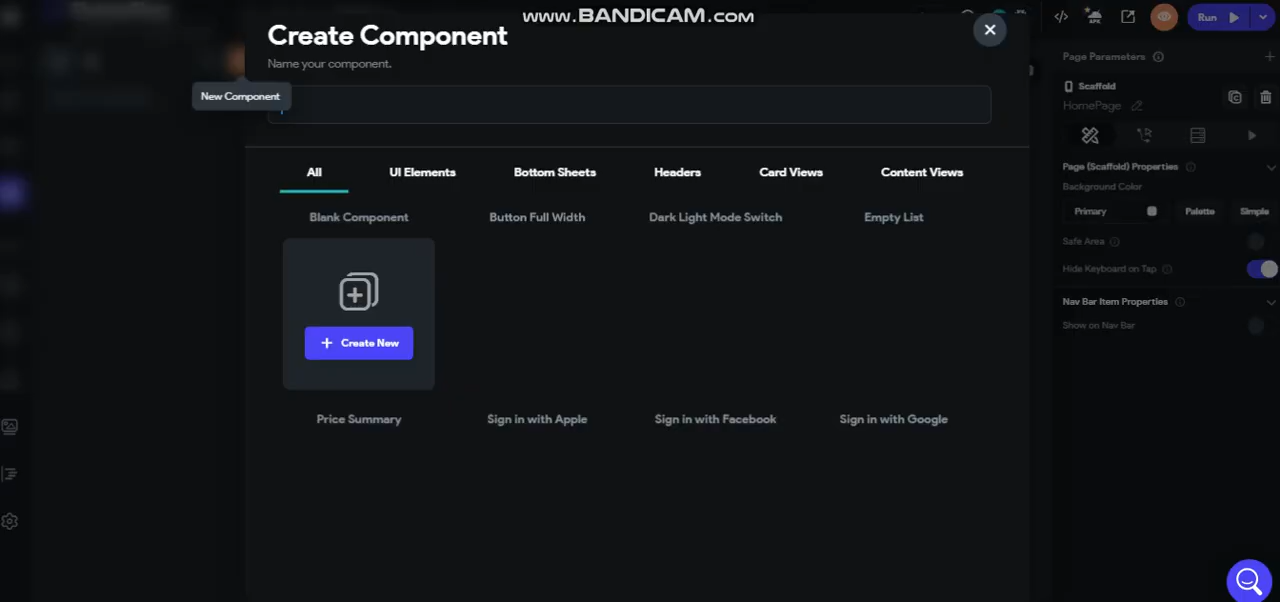 www.BANDICAM.com
Create Component
Name your component.
New Component
All
UI Elements
Bottom Sheets
Headers
Card Views
Content Views
Blank Component
Button Full Width
Dark Light Mode Switch
Empty List
+ Create New
Price Summary
Sign in with Apple
Sign in with Facebook
Sign in with Google
APK
Run
Page Parameters
Scaffold
HomePage
Page (Scaffold) Properties
Background Color
Primary
Palette
Simple
Safe Area
Hide Keyboard on Tap
Nav Bar Item Properties
Show on Nav Bar